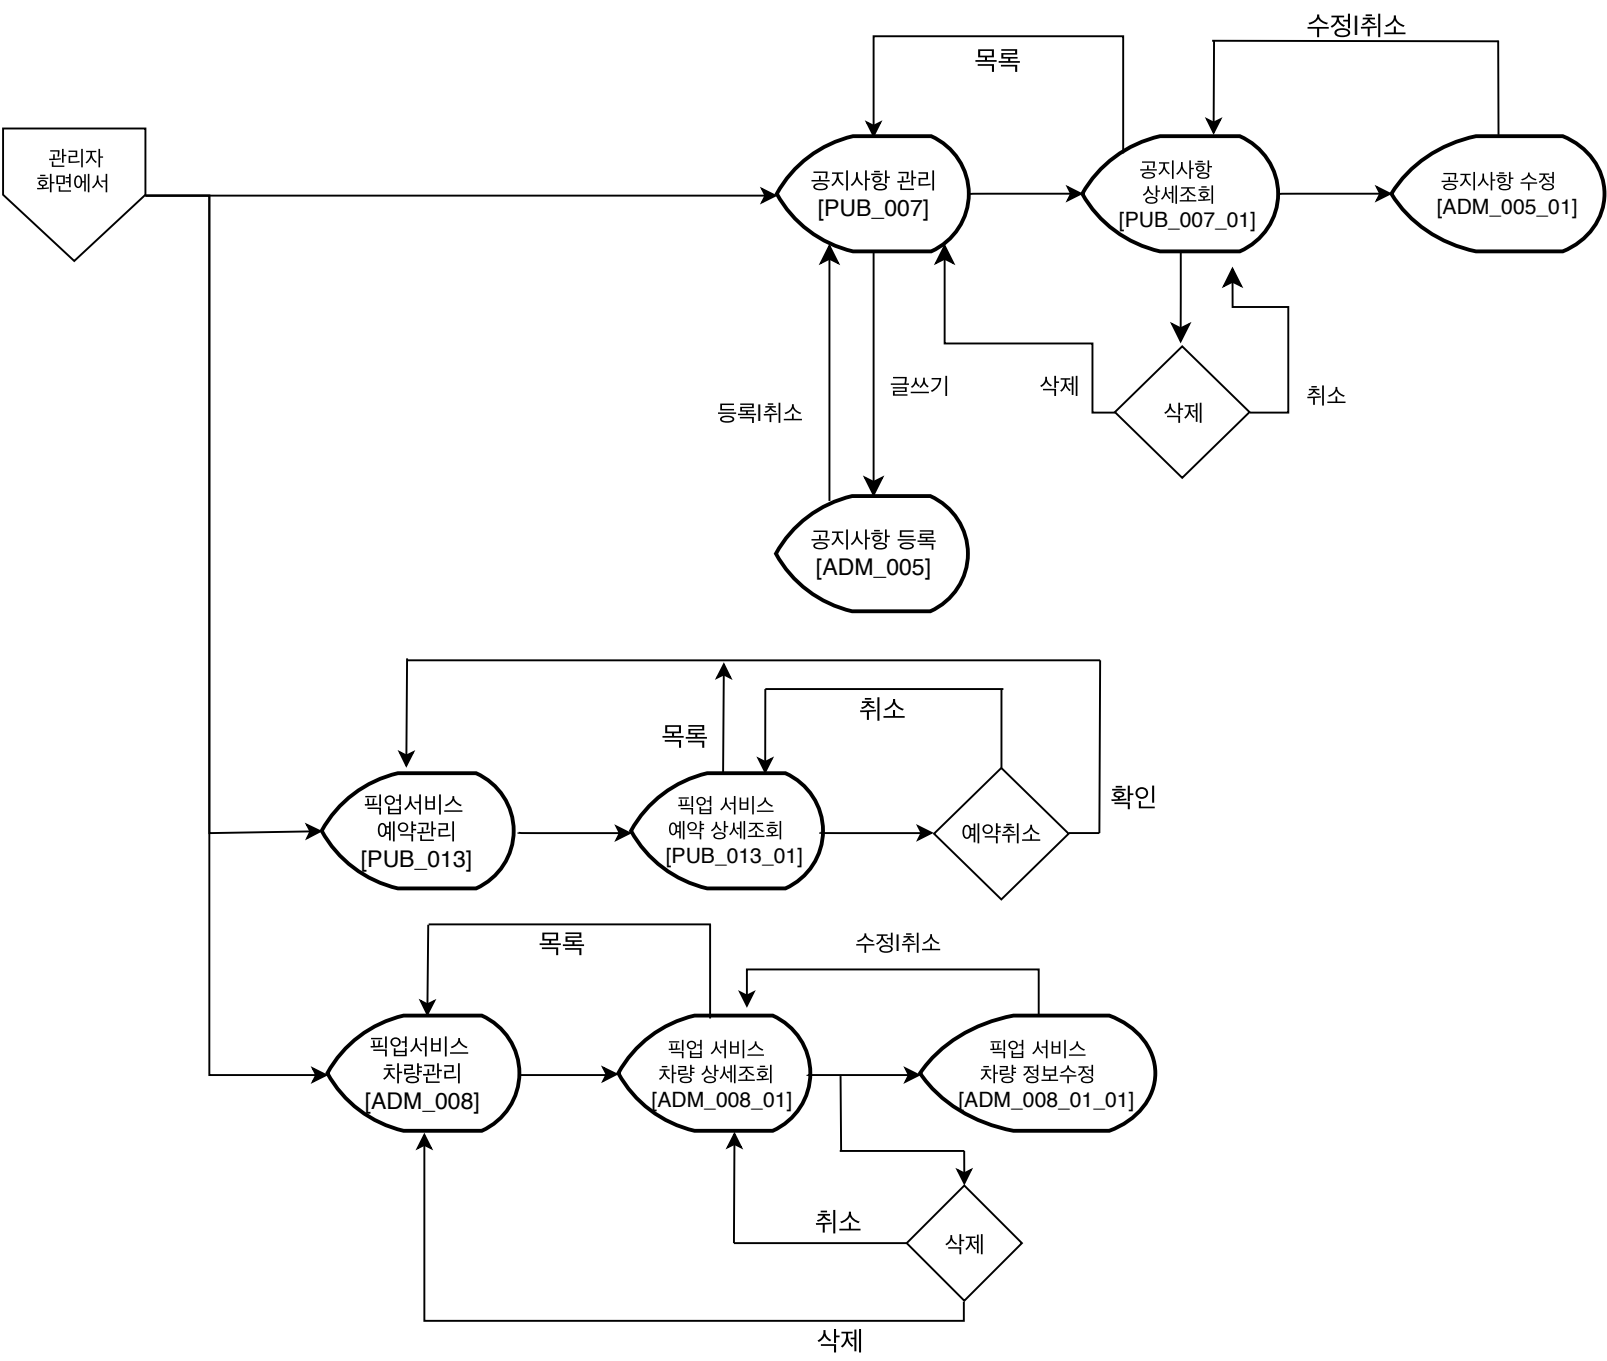 수정|취소
목록
관리자
화면에서
공지사항 관리
[PUB_007]
공지사항
상세조회
[PUB_007_01]
공지사항 수정
[ADM_005_01]
등록|취소
글쓰기
삭제
삭제
취소
공지사항 등록
[ADM_005]
목록
취소
확인
픽업서비스
예약관리
[PUB_013]
픽업 서비스
예약 상세조회
[PUB_013_01]
예약취소
목록
수정|취소
픽업서비스
차량관리
[ADM_008]
픽업 서비스
차량 상세조회
[ADM_008_01]
픽업 서비스
차량 정보수정
[ADM_008_01_01]
취소
삭제
삭제